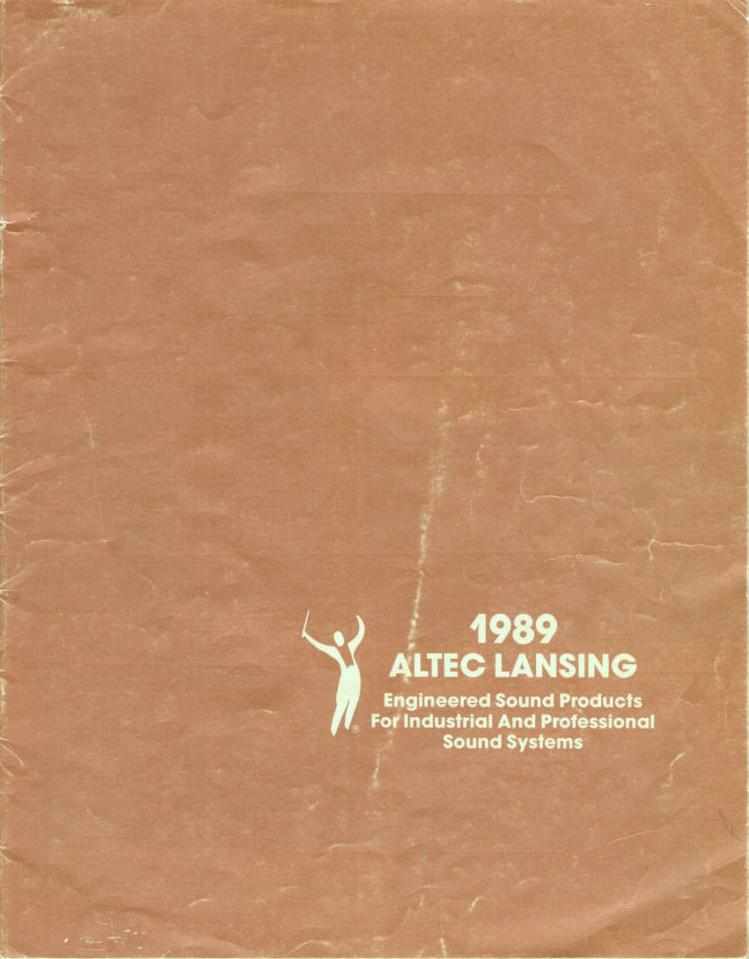 1989
ALTEC LANSING
Engineered Sound Products
For Industrial And Professional
Sound Systems